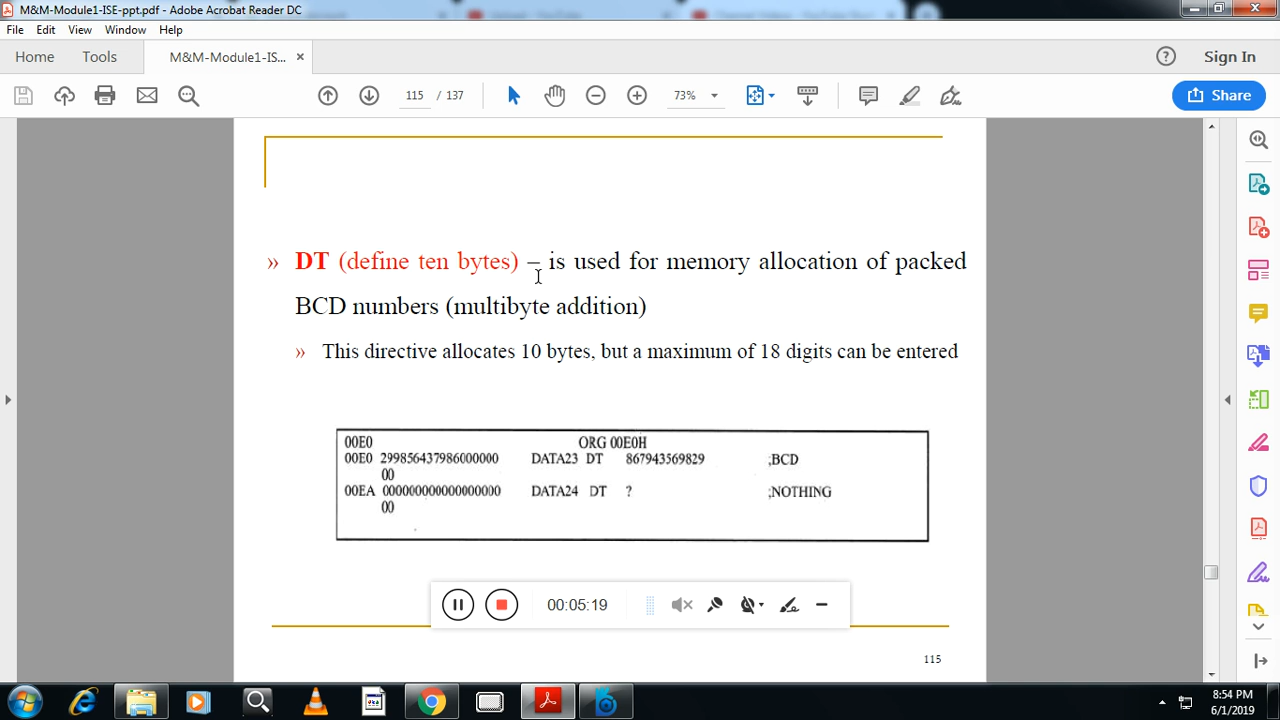 M&M-Module1-ISE-ppt.pdf - Adobe Acrobat Reader DC
File Edit View Window Help
Home Tools M&M-Module1-IS... × Sign In
115 / 137 73% Share
» DT (define ten bytes) – is used for memory allocation of packed
BCD numbers (multibyte addition)
» This directive allocates 10 bytes, but a maximum of 18 digits can be entered
00E0 ORG 00E0H
00E0 299856437986000000 DATA23 DT 867943569829 ;BCD
00
00EA 000000000000000000 DATA24 DT ? ;NOTHING
00
00:05:19
115
8:54 PM
6/1/2019